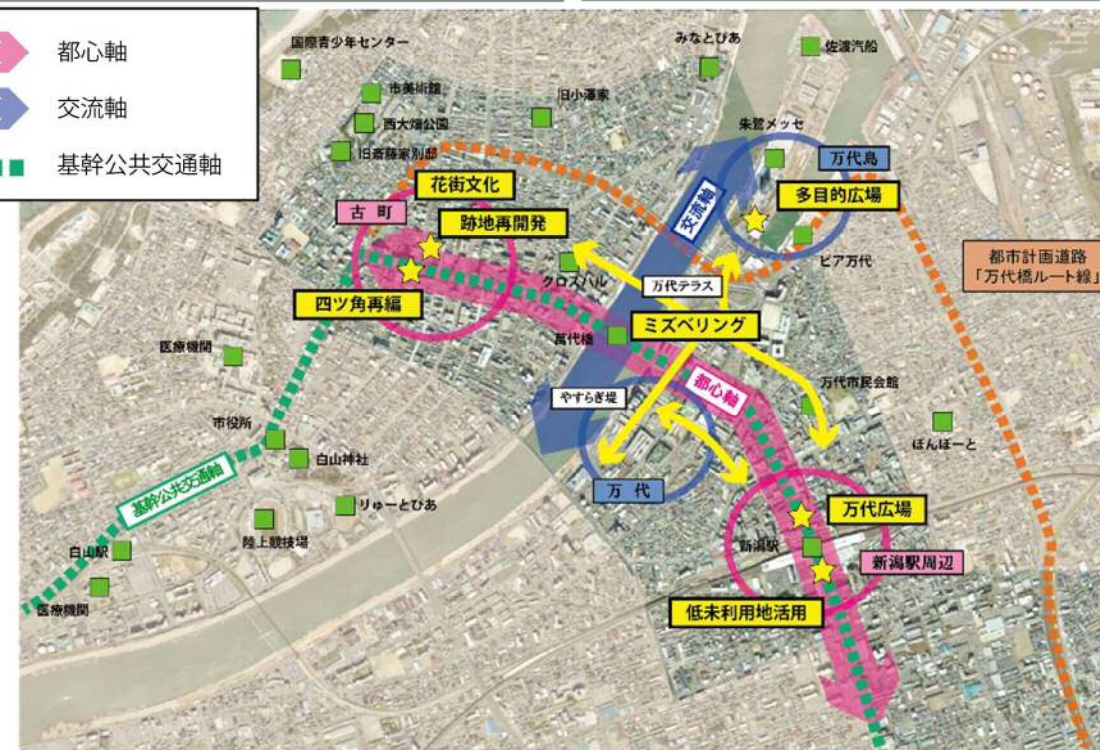 都心軸
交流軸
基幹公共交通軸
国際青少年センター
みなとぴあ
佐渡汽船
市美術館
旧小澤家
西大畑公園
朱鷺メッセ
旧斎藤家別邸
万代島
花街文化
多目的広場
古町
跡地再開発
交流軸
ピア万代
都市計画道路
「万代橋ルート線」
クロスパル
万代テラス
四ツ角再編
ミズベリング
萬代橋
医療機関
都心軸
万代市民会館
やすらぎ堤
市役所
ほんぽーと
白山神社
基幹公共交通軸
万代
りゅーとぴあ
万代広場
陸上競技場
新潟駅
白山駅
新潟駅周辺
医療機関
低未利用地活用